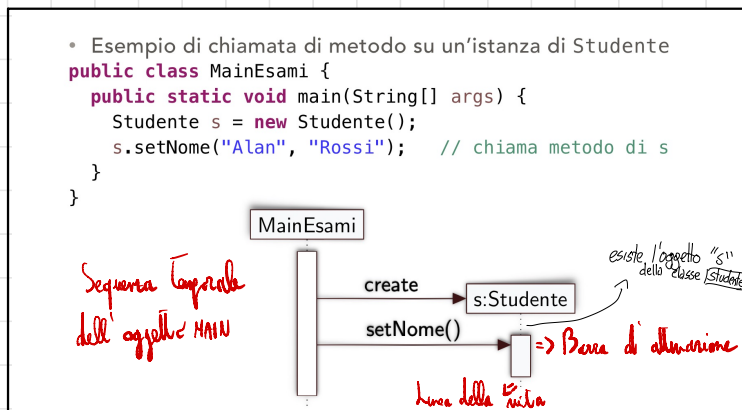 • Esempio di chiamata di metodo su un'istanza di Studente
public class MainEsami {
public static void main(String[] args) {
Studente s = new Studente();
s.setNome("Alan", "Rossi");   // chiama metodo di s
}
}
MainEsami
esiste l'oggetto "s"
della classe Studente
Sequenza Temporale
dell'oggetto MAIN
create
s:Studente
setNome()
=> Barra di attivazione
Linea della vita